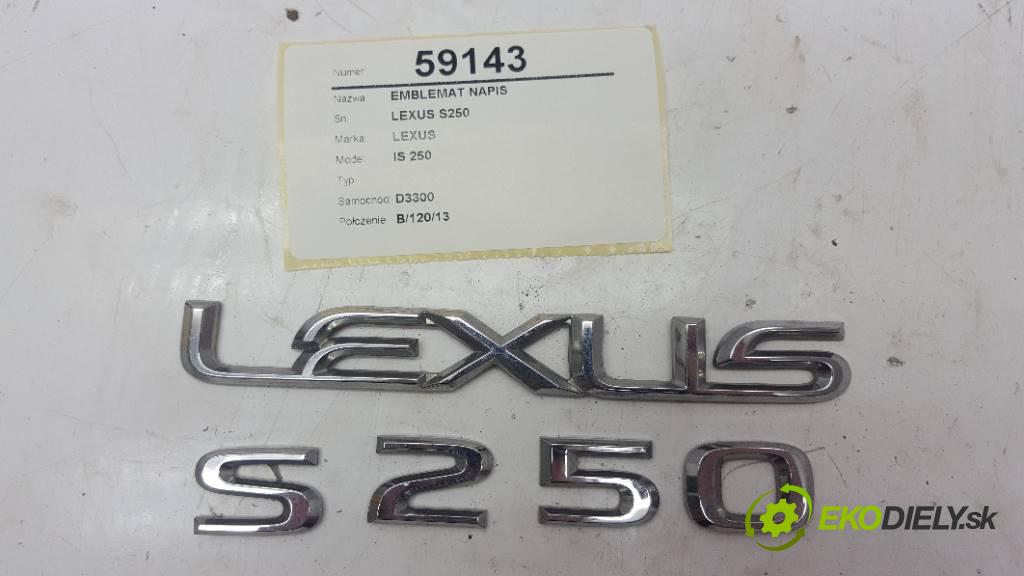 Numer 59143
Nazwa EMBLEMAT NAPIS
Sn LEXUS S250
Marka: LEXUS
Model: IS 250
Typ
Samochód: D3300
Położenie B/120/13
LEXUS
S250
EKODIELY.sk